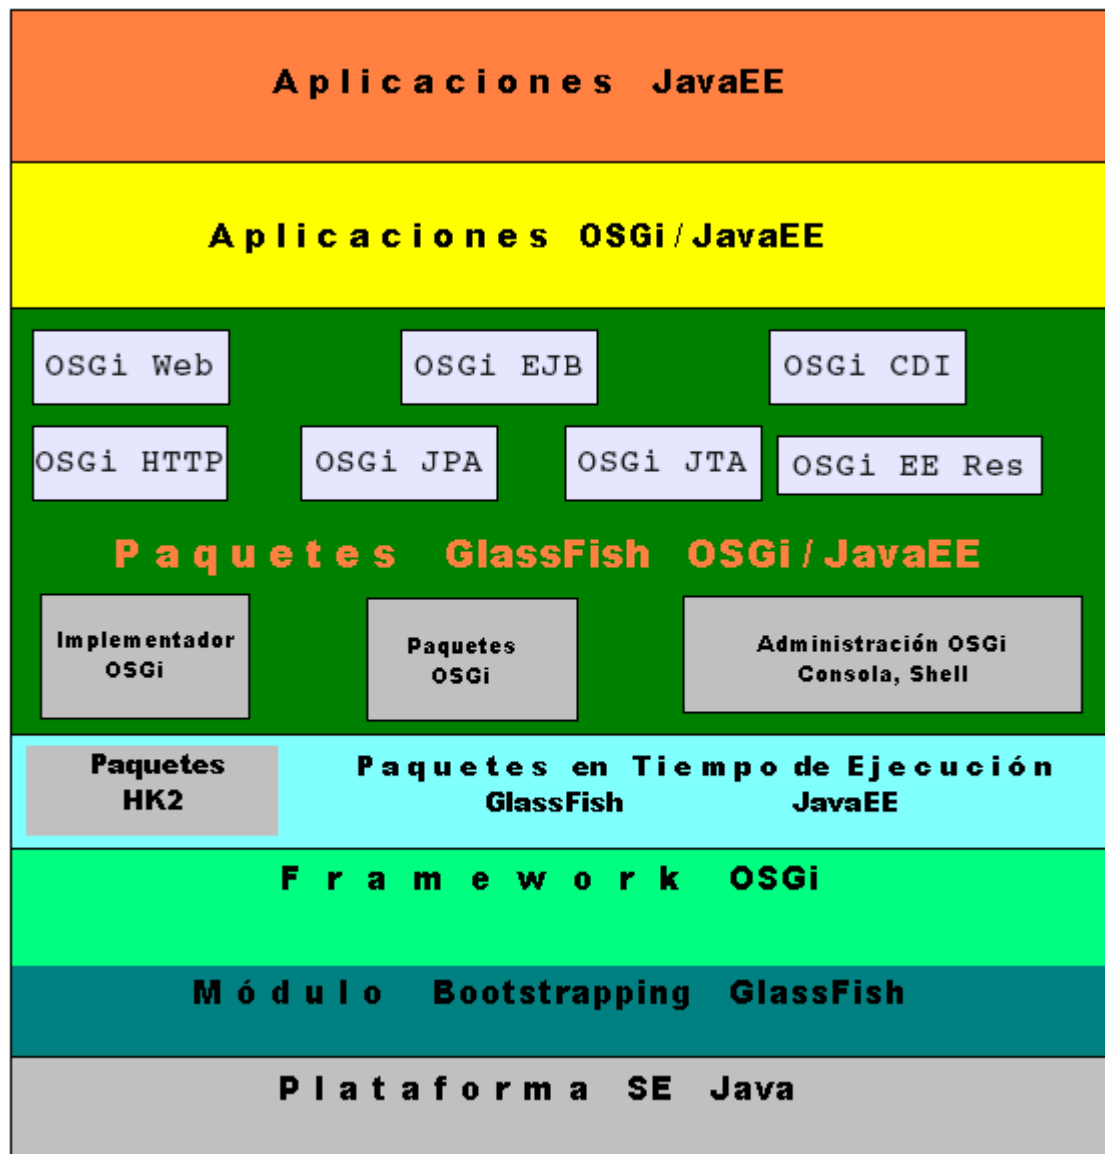 Aplicaciones JavaEE
Aplicaciones OSGi/JavaEE
OSGi Web
OSGi EJB
OSGi CDI
OSGi HTTP
OSGi JPA
OSGi JTA
OSGi EE Res
Paquetes GlassFish OSGi/JavaEE
Implementador
OSGi
Paquetes
OSGi
Administración OSGi
Consola, Shell
Paquetes
HK2
Paquetes en Tiempo de Ejecución
GlassFish JavaEE
Framework OSGi
Módulo Bootstrapping GlassFish
Plataforma SE Java